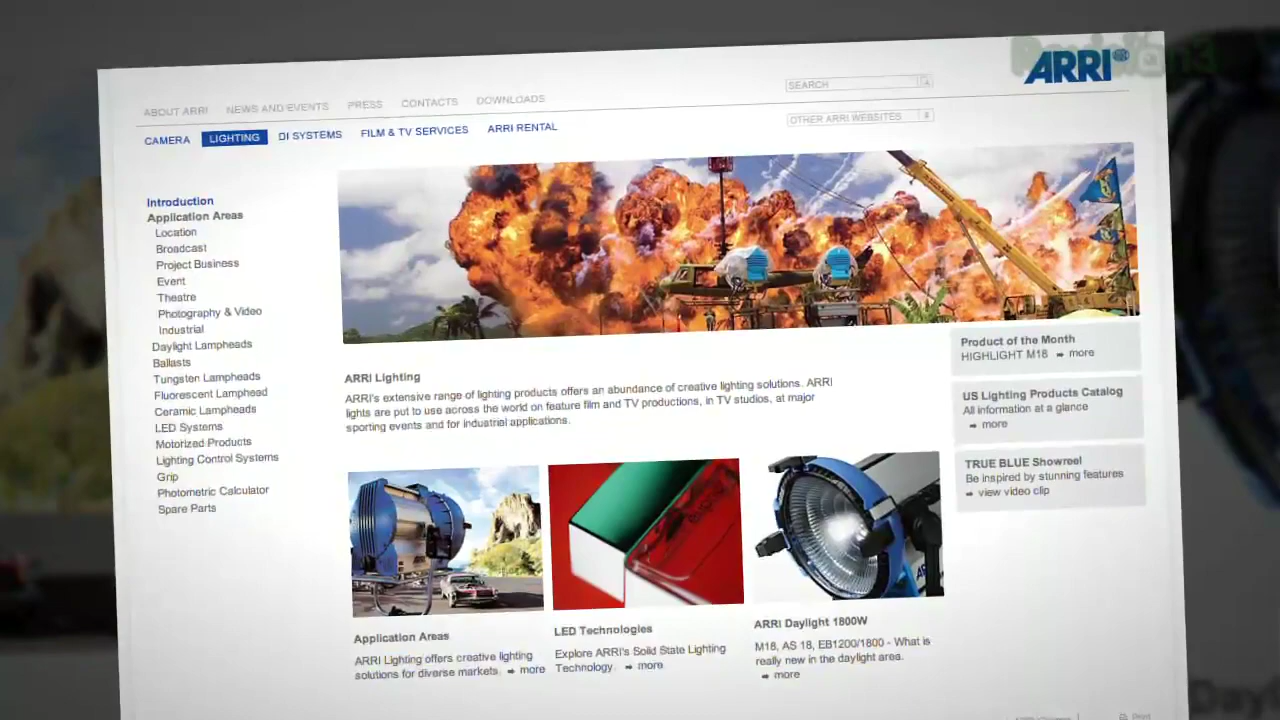 ARRI
ABOUT ARRI NEWS AND EVENTS PRESS CONTACTS DOWNLOADS
SEARCH
CAMERA LIGHTING DI SYSTEMS FILM & TV SERVICES ARRI RENTAL
OTHER ARRI WEBSITES
Introduction
Application Areas
Location
Broadcast
Project Business
Event
Theatre
Photography & Video
Industrial
Daylight Lampheads
Ballasts
Tungsten Lampheads
Fluorescent Lamphead
Ceramic Lampheads
LED Systems
Motorized Products
Lighting Control Systems
Grip
Photometric Calculator
Spare Parts
ARRI Lighting
ARRI's extensive range of lighting products offers an abundance of creative lighting solutions. ARRI
lights are put to use across the world on feature film and TV productions, in TV studios, at major
sporting events and for industrial applications.
Product of the Month
HIGHLIGHT M18 ➡ more
US Lighting Products Catalog
All information at a glance
➡ more
TRUE BLUE Showreel
Be inspired by stunning features
➡ view video clip
Application Areas
ARRI Lighting offers creative lighting
solutions for diverse markets. ➡ more
LED Technologies
Explore ARRI's Solid State Lighting
Technology. ➡ more
ARRI Daylight 1800W
M18, AS 18, EB1200/1800 - What is
really new in the daylight area.
➡ more
Print